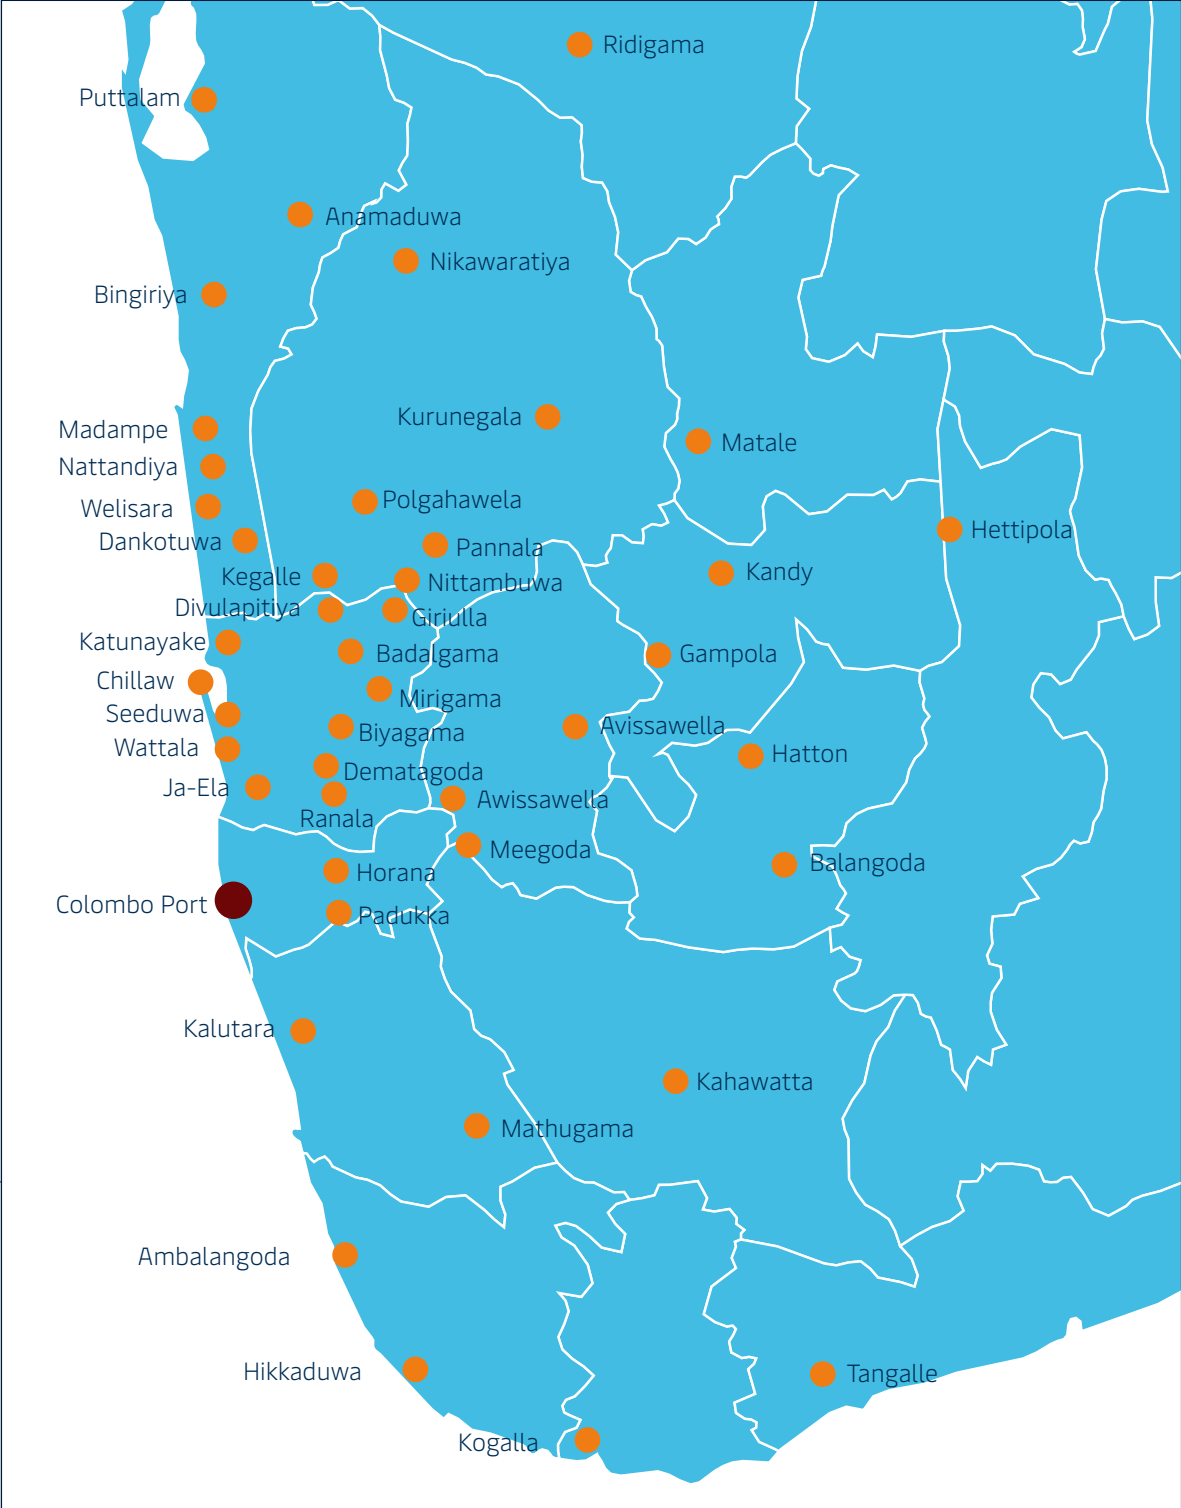 Ridigama
Puttalam
Anamaduwa
Nikawaratiya
Bingiriya
Kurunegala
Madampe
Matale
Nattandiya
Polgahawela
Welisara
Hettipola
Dankotuwa
Pannala
Kandy
Kegalle
Nittambuwa
Divulapitiya
Giriulla
Katunayake
Badalgama
Gampola
Chillaw
Mirigama
Seeduwa
Avissawella
Biyagama
Wattala
Hatton
Dematagoda
Ja-Ela
Awissawella
Ranala
Meegoda
Balangoda
Horana
Colombo Port
Padukka
Kalutara
Kahawatta
Mathugama
Ambalangoda
Hikkaduwa
Tangalle
Kogalla